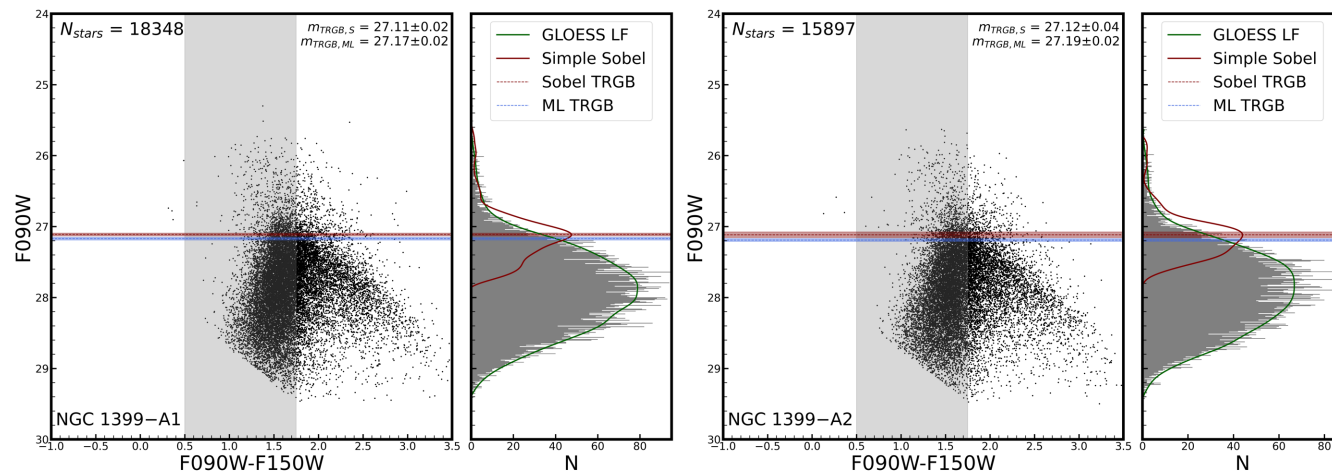 N_stars = 18348
m_TRGB,S = 27.11±0.02
m_TRGB,ML = 27.17±0.02
24
25
26
27
28
29
30
F090W
NGC 1399−A1
−1.0 −0.5 0.0 0.5 1.0 1.5 2.0 2.5 3.0 3.5
F090W-F150W
GLOESS LF
Simple Sobel
Sobel TRGB
ML TRGB
0 20 40 60 80
N
N_stars = 15897
m_TRGB,S = 27.12±0.04
m_TRGB,ML = 27.19±0.02
24
25
26
27
28
29
30
F090W
NGC 1399−A2
−1.0 −0.5 0.0 0.5 1.0 1.5 2.0 2.5 3.0 3.5
F090W-F150W
GLOESS LF
Simple Sobel
Sobel TRGB
ML TRGB
0 20 40 60 80
N